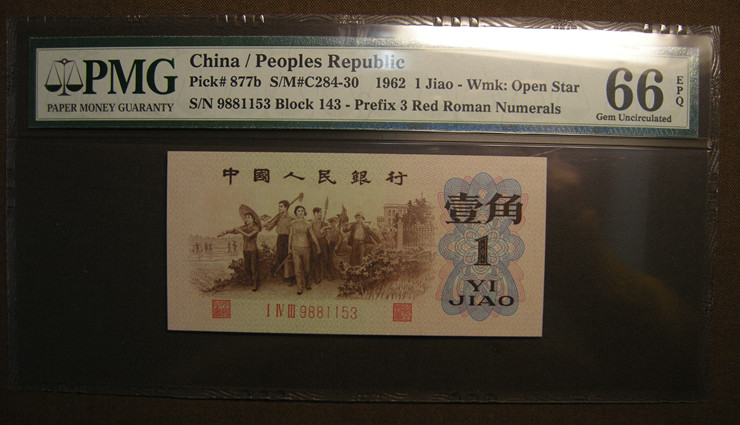 PMG
PAPER MONEY GUARANTY
China / Peoples Republic
Pick# 877b S/M#C284-30 1962 1 Jiao - Wmk: Open Star
S/N 9881153 Block 143 - Prefix 3 Red Roman Numerals
66
EPQ
Gem Uncirculated
中國人民銀行
壹角
1
YI
JIAO
I IV III 9881153